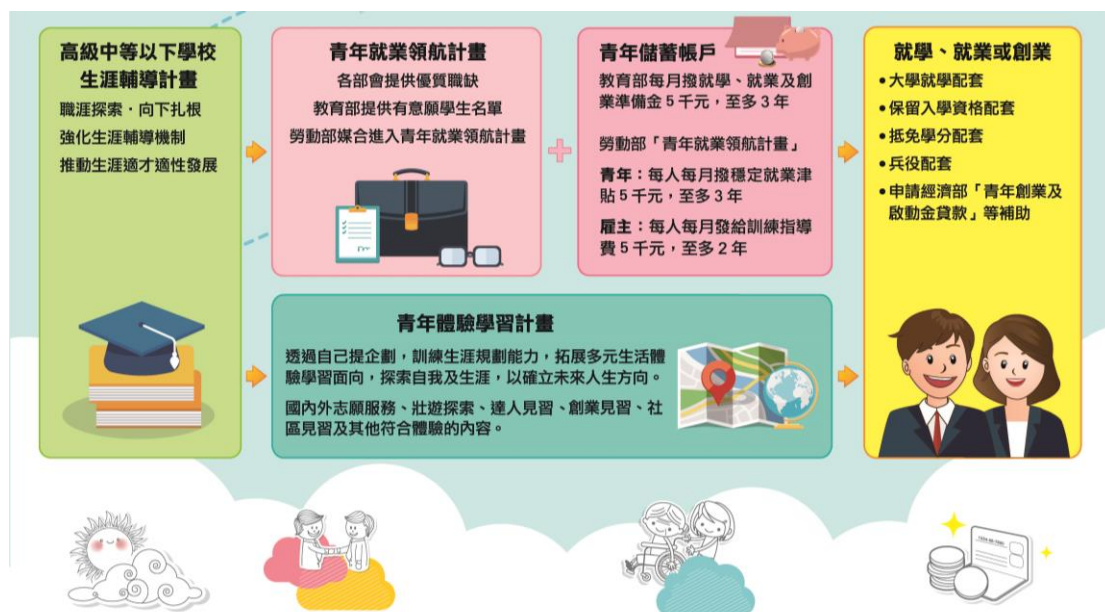 高級中等以下學校
生涯輔導計畫
職涯探索・向下扎根
強化生涯輔導機制
推動生涯適才適性發展
青年就業領航計畫
各部會提供優質職缺
教育部提供有意願學生名單
勞動部媒合進入青年就業領航計畫
青年儲蓄帳戶
教育部每月撥就學、就業及創
業準備金5千元，至多3年
勞動部「青年就業領航計畫」
青年：每人每月撥穩定就業津
貼5千元，至多3年
雇主：每人每月發給訓練指導
費5千元，至多2年
青年體驗學習計畫
透過自己提企劃，訓練生涯規劃能力，拓展多元生活體
驗學習面向，探索自我及生涯，以確立未來人生方向。
國內外志願服務、壯遊探索、達人見習、創業見習、社
區見習及其他符合體驗的內容。
就學、就業或創業
•大學就學配套
•保留入學資格配套
•抵免學分配套
•兵役配套
•申請經濟部「青年創業及
啟動金貸款」等補助